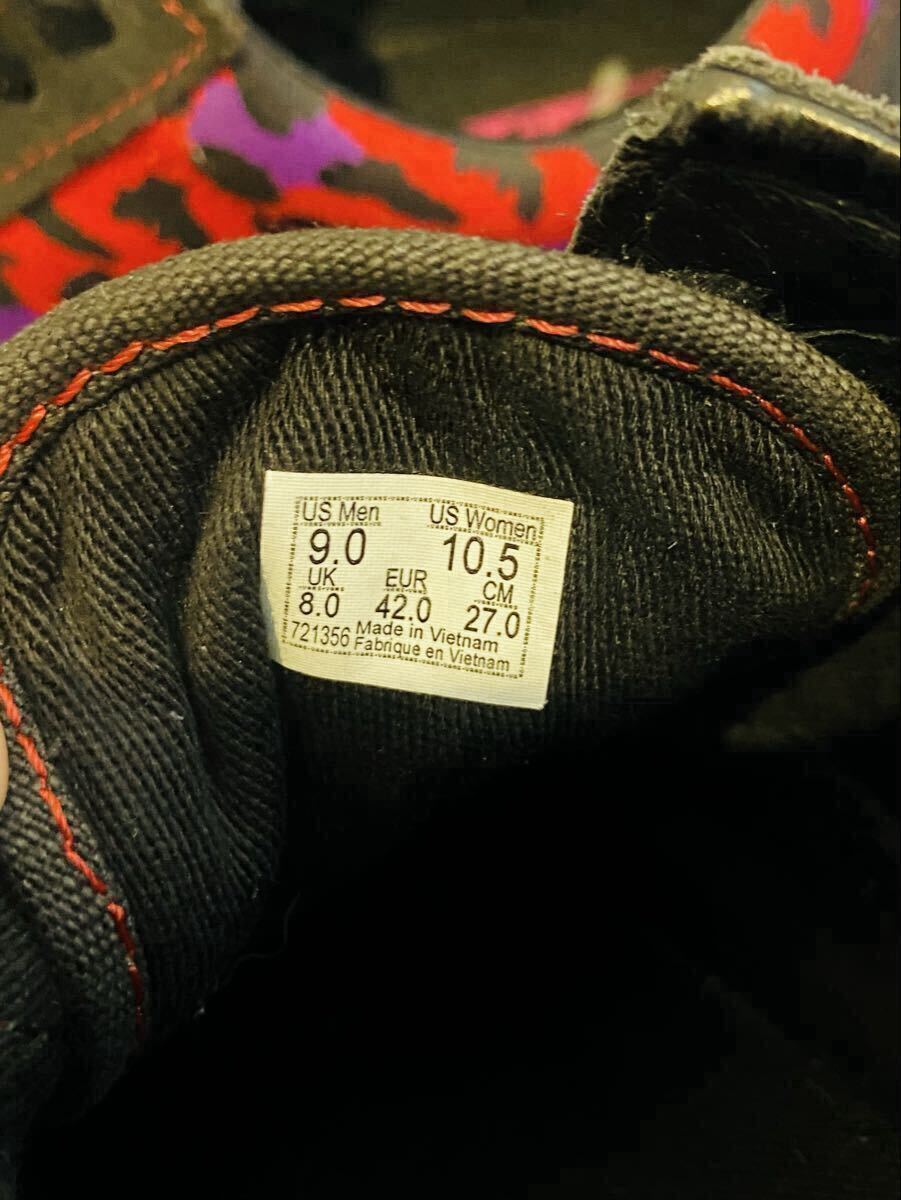 US Men US Women
9.0 10.5
UK EUR CM
8.0 42.0 27.0
721356 Made in Vietnam
Fabrique en Vietnam